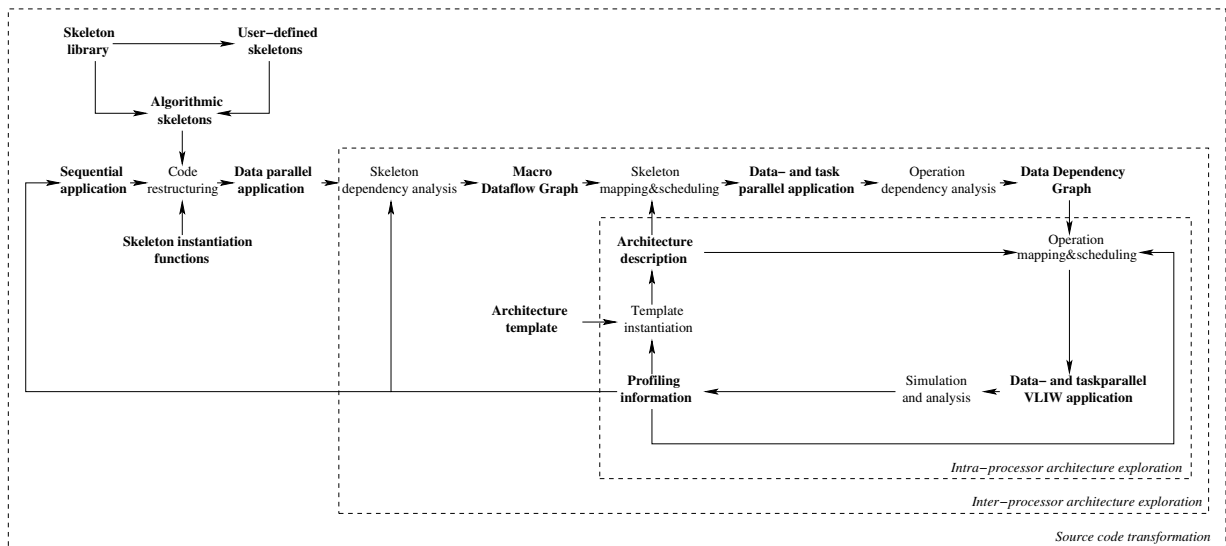 Skeleton
library
User−defined
skeletons
Algorithmic
skeletons
Sequential
application
Code
restructuring
Data parallel
application
Skeleton
dependency analysis
Macro
Dataflow Graph
Skeleton
mapping&scheduling
Data− and task
parallel application
Operation
dependency analysis
Data Dependency
Graph
Skeleton instantiation
functions
Architecture
description
Operation
mapping&scheduling
Architecture
template
Template
instantiation
Profiling
information
Simulation
and analysis
Data− and taskparallel
VLIW application
Intra−processor architecture exploration
Inter−processor architecture exploration
Source code transformation